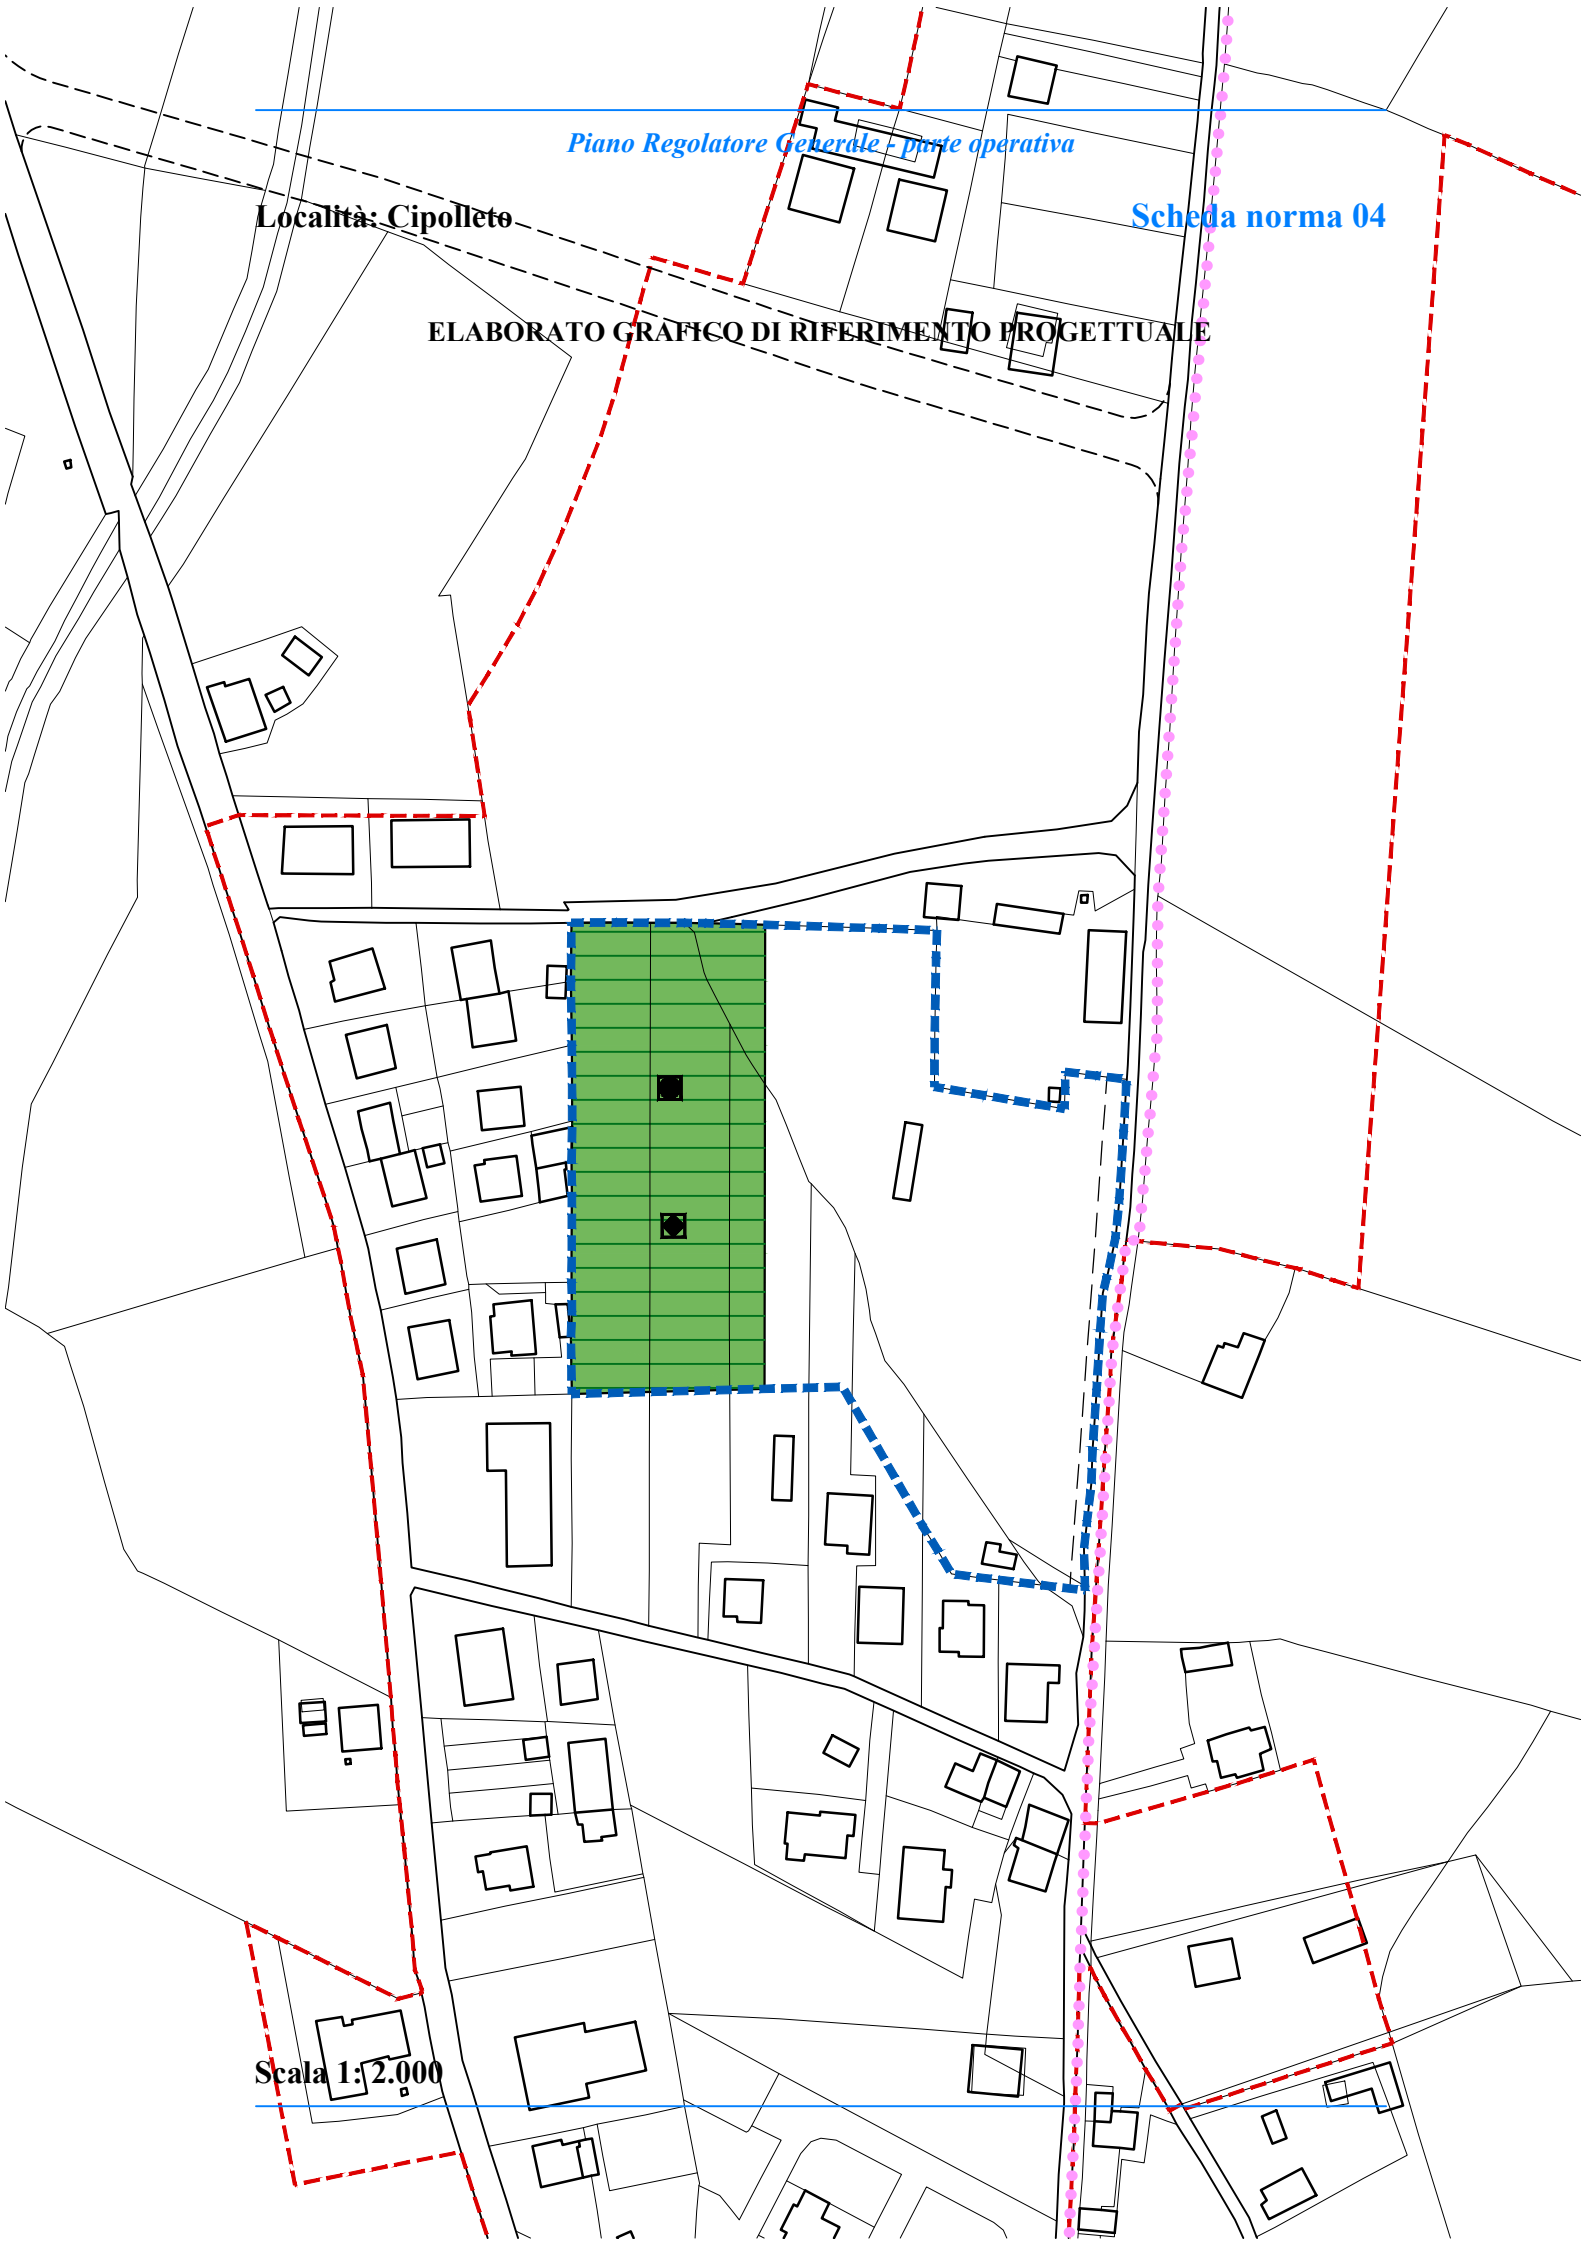 Piano Regolatore Generale - parte operativa
Località: Cipolleto
Scheda norma 04
ELABORATO GRAFICO DI RIFERIMENTO PROGETTUALE
Scala 1: 2.000